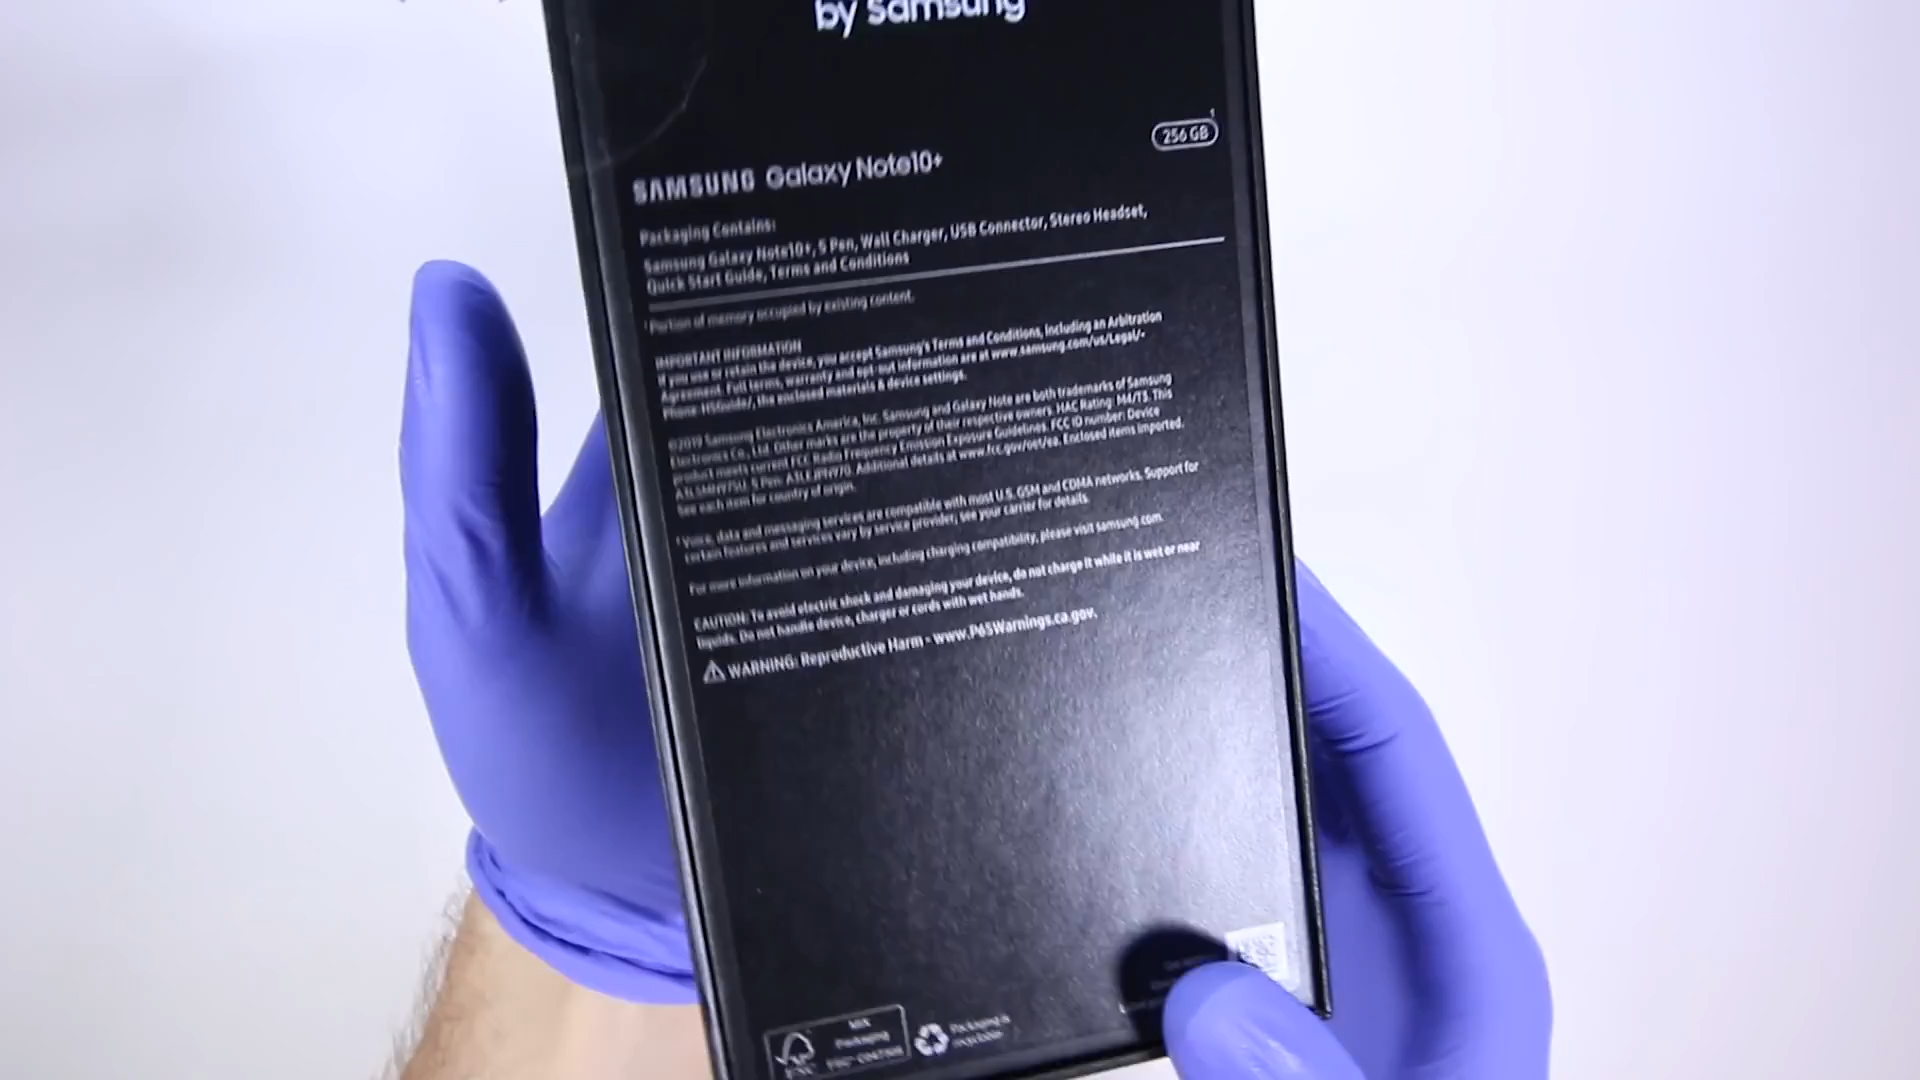 by Samsung
256 GB
1
SAMSUNG Galaxy Note10+
Packaging Contains:
Samsung Galaxy Note10+, S Pen, Wall Charger, USB Connector, Stereo Headset,
Quick Start Guide, Terms and Conditions
¹Portion of memory occupied by existing content.
IMPORTANT INFORMATION
If you use or retain the device, you accept Samsung's Terms and Conditions, including an Arbitration
Agreement. Full terms, warranty and opt-out information are at www.samsung.com/us/Legal/-
Phone-HSGuide/, the enclosed materials & device settings.
©2019 Samsung Electronics America, Inc. Samsung and Galaxy Note are both trademarks of Samsung
Electronics Co., Ltd. Other marks are the property of their respective owners. HAC Rating: M4/T3. This
product meets current FCC Radio Frequency Emission Exposure Guidelines. FCC ID number: Device
A3LSMN975U, S Pen: A3LEJPN970. Additional details at www.fcc.gov/oet/ea. Enclosed items imported.
See each item for country of origin.
* Voice, data and messaging services are compatible with most U.S. GSM and CDMA networks. Support for
certain features and services vary by service provider; see your carrier for details.
For more information on your device, including charging compatibility, please visit samsung.com.
CAUTION: To avoid electric shock and damaging your device, do not charge it while it is wet or near
liquids. Do not handle device, charger or cords with wet hands.
WARNING: Reproductive Harm - www.P65Warnings.ca.gov.
MIX
Packaging
FSC
Packaging is
recyclable